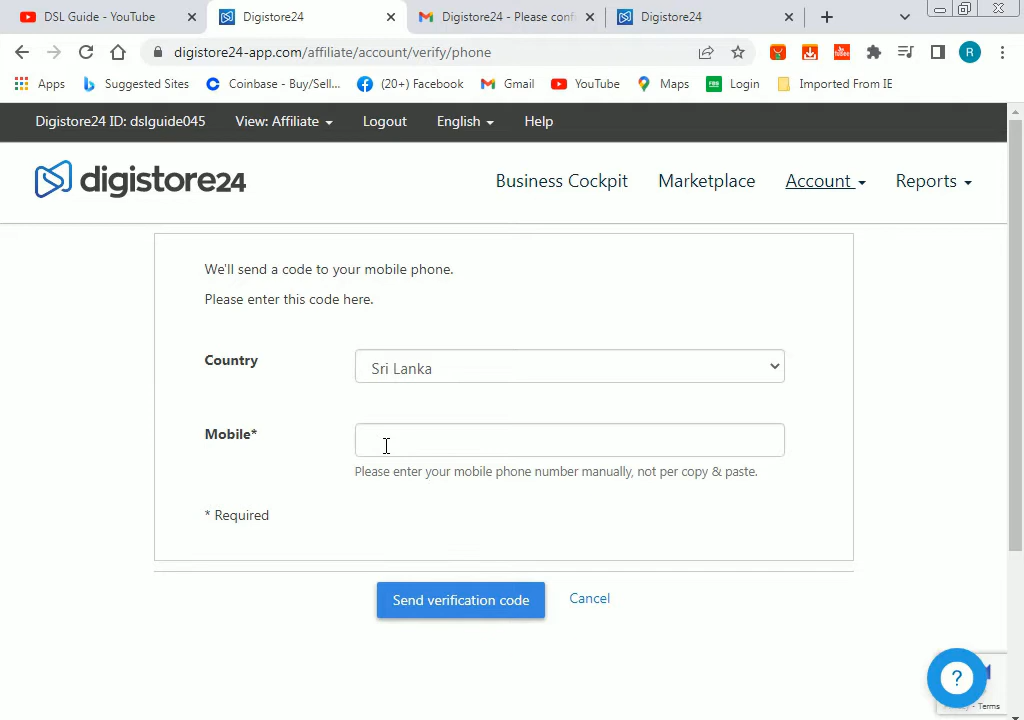 DSL Guide - YouTube
Digistore24
Digistore24 - Please conf
Digistore24
digistore24-app.com/affiliate/account/verify/phone
R
Apps
Suggested Sites
Coinbase - Buy/Sell...
(20+) Facebook
Gmail
YouTube
Maps
Login
Imported From IE
Digistore24 ID: dslguide045
View: Affiliate
Logout
English
Help
digistore24
Business Cockpit
Marketplace
Account
Reports
We'll send a code to your mobile phone.
Please enter this code here.
Country
Sri Lanka
Mobile*
Please enter your mobile phone number manually, not per copy & paste.
* Required
Send verification code
Cancel
?
- Terms